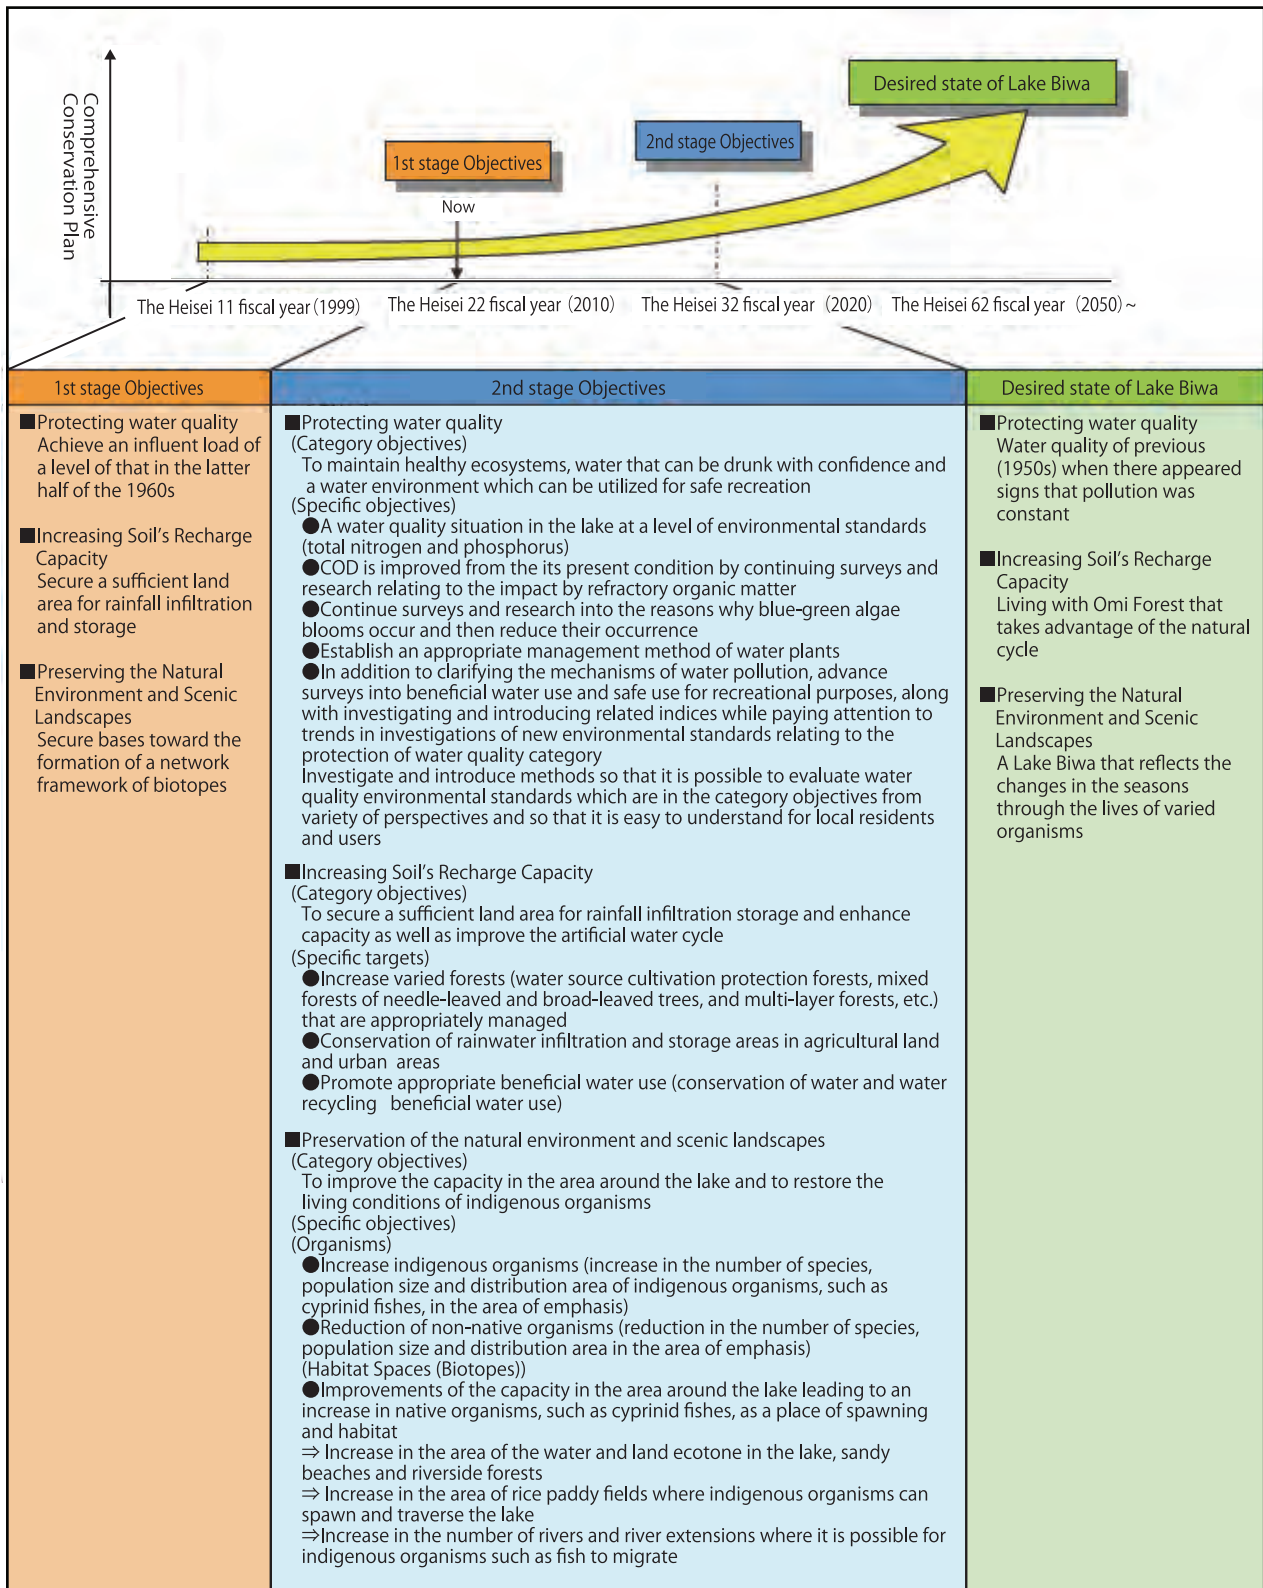 Comprehensive
Conservation Plan
Desired state of Lake Biwa
2nd stage Objectives
1st stage Objectives
Now
The Heisei 11 fiscal year (1999)
The Heisei 22 fiscal year (2010)
The Heisei 32 fiscal year (2020)
The Heisei 62 fiscal year (2050) ~
1st stage Objectives
■Protecting water quality
Achieve an influent load of
a level of that in the latter
half of the 1960s
■Increasing Soil's Recharge
Capacity
Secure a sufficient land
area for rainfall infiltration
and storage
■Preserving the Natural
Environment and Scenic
Landscapes
Secure bases toward the
formation of a network
framework of biotopes
2nd stage Objectives
■Protecting water quality
(Category objectives)
To maintain healthy ecosystems, water that can be drunk with confidence and
a water environment which can be utilized for safe recreation
(Specific objectives)
●A water quality situation in the lake at a level of environmental standards
(total nitrogen and phosphorus)
●COD is improved from the its present condition by continuing surveys and
research relating to the impact by refractory organic matter
●Continue surveys and research into the reasons why blue-green algae
blooms occur and then reduce their occurrence
●Establish an appropriate management method of water plants
●In addition to clarifying the mechanisms of water pollution, advance
surveys into beneficial water use and safe use for recreational purposes, along
with investigating and introducing related indices while paying attention to
trends in investigations of new environmental standards relating to the
protection of water quality category
Investigate and introduce methods so that it is possible to evaluate water
quality environmental standards which are in the category objectives from
variety of perspectives and so that it is easy to understand for local residents
and users
■Increasing Soil's Recharge Capacity
(Category objectives)
To secure a sufficient land area for rainfall infiltration storage and enhance
capacity as well as improve the artificial water cycle
(Specific targets)
●Increase varied forests (water source cultivation protection forests, mixed
forests of needle-leaved and broad-leaved trees, and multi-layer forests, etc.)
that are appropriately managed
●Conservation of rainwater infiltration and storage areas in agricultural land
and urban areas
●Promote appropriate beneficial water use (conservation of water and water
recycling beneficial water use)
■Preservation of the natural environment and scenic landscapes
(Category objectives)
To improve the capacity in the area around the lake and to restore the
living conditions of indigenous organisms
(Specific objectives)
(Organisms)
●Increase indigenous organisms (increase in the number of species,
population size and distribution area of indigenous organisms, such as
cyprinid fishes, in the area of emphasis)
●Reduction of non-native organisms (reduction in the number of species,
population size and distribution area in the area of emphasis)
(Habitat Spaces (Biotopes))
●Improvements of the capacity in the area around the lake leading to an
increase in native organisms, such as cyprinid fishes, as a place of spawning
and habitat
⇒ Increase in the area of the water and land ecotone in the lake, sandy
beaches and riverside forests
⇒ Increase in the area of rice paddy fields where indigenous organisms can
spawn and traverse the lake
⇒Increase in the number of rivers and river extensions where it is possible for
indigenous organisms such as fish to migrate
Desired state of Lake Biwa
■Protecting water quality
Water quality of previous
(1950s) when there appeared
signs that pollution was
constant
■Increasing Soil's Recharge
Capacity
Living with Omi Forest that
takes advantage of the natural
cycle
■Preserving the Natural
Environment and Scenic
Landscapes
A Lake Biwa that reflects the
changes in the seasons
through the lives of varied
organisms